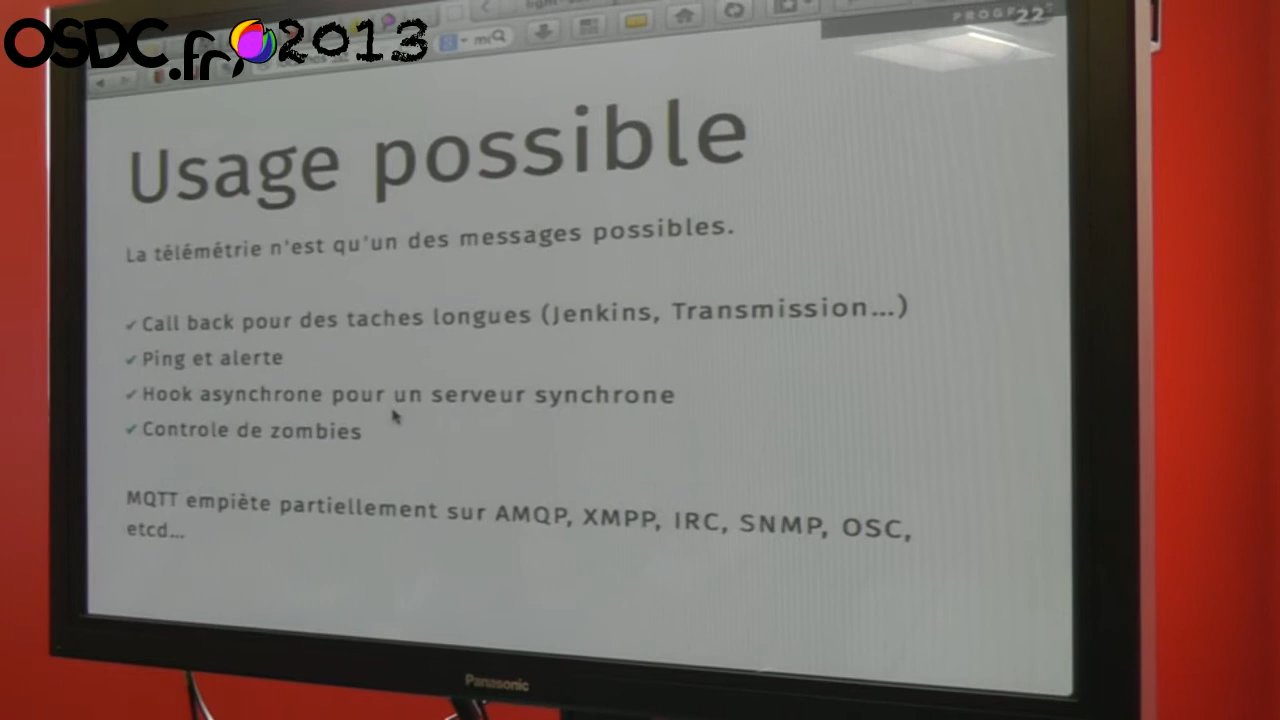 OSDC.fr 2013
PROGR 22
Usage possible
La télémétrie n'est qu'un des messages possibles.
✔ Call back pour des taches longues (Jenkins, Transmission...)
✔ Ping et alerte
✔ Hook asynchrone pour un serveur synchrone
✔ Controle de zombies
MQTT empiète partiellement sur AMQP, XMPP, IRC, SNMP, OSC,
etcd...
Panasonic